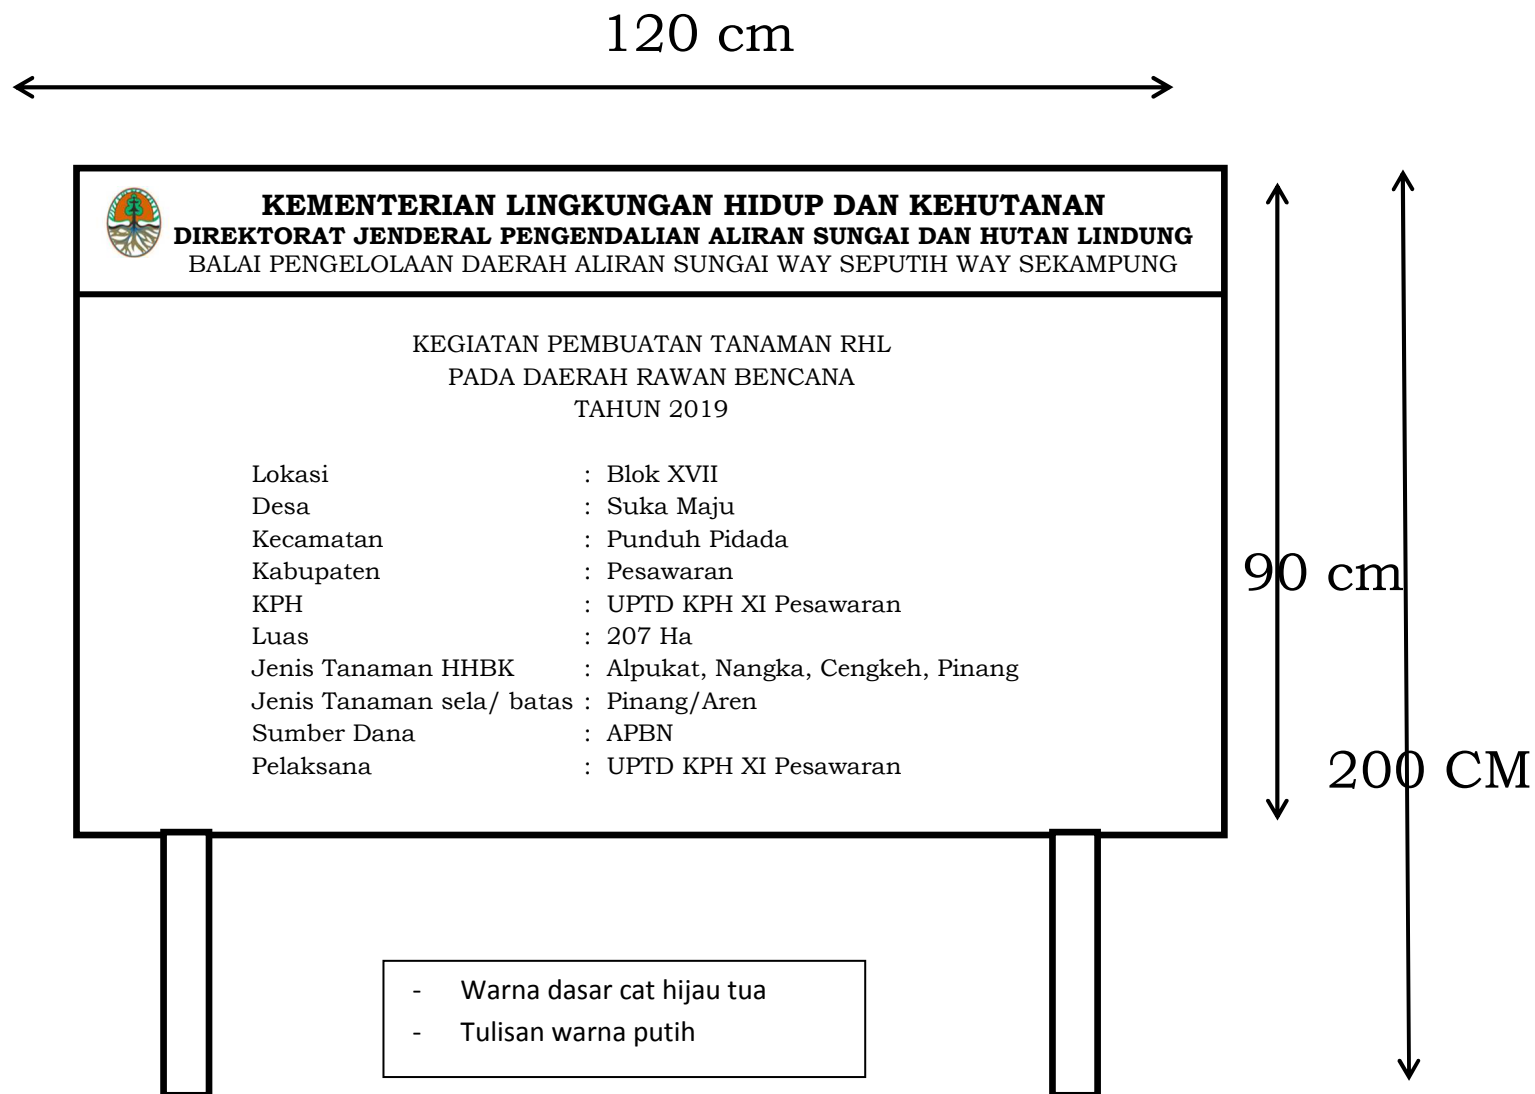 120 cm
KEMENTERIAN LINGKUNGAN HIDUP DAN KEHUTANAN
DIREKTORAT JENDERAL PENGENDALIAN ALIRAN SUNGAI DAN HUTAN LINDUNG
BALAI PENGELOLAAN DAERAH ALIRAN SUNGAI WAY SEPUTIH WAY SEKAMPUNG
KEGIATAN PEMBUATAN TANAMAN RHL
PADA DAERAH RAWAN BENCANA
TAHUN 2019
Lokasi : Blok XVII
Desa : Suka Maju
Kecamatan : Punduh Pidada
Kabupaten : Pesawaran
KPH : UPTD KPH XI Pesawaran
Luas : 207 Ha
Jenis Tanaman HHBK : Alpukat, Nangka, Cengkeh, Pinang
Jenis Tanaman sela/ batas : Pinang/Aren
Sumber Dana : APBN
Pelaksana : UPTD KPH XI Pesawaran
90 cm
200 CM
- Warna dasar cat hijau tua
- Tulisan warna putih